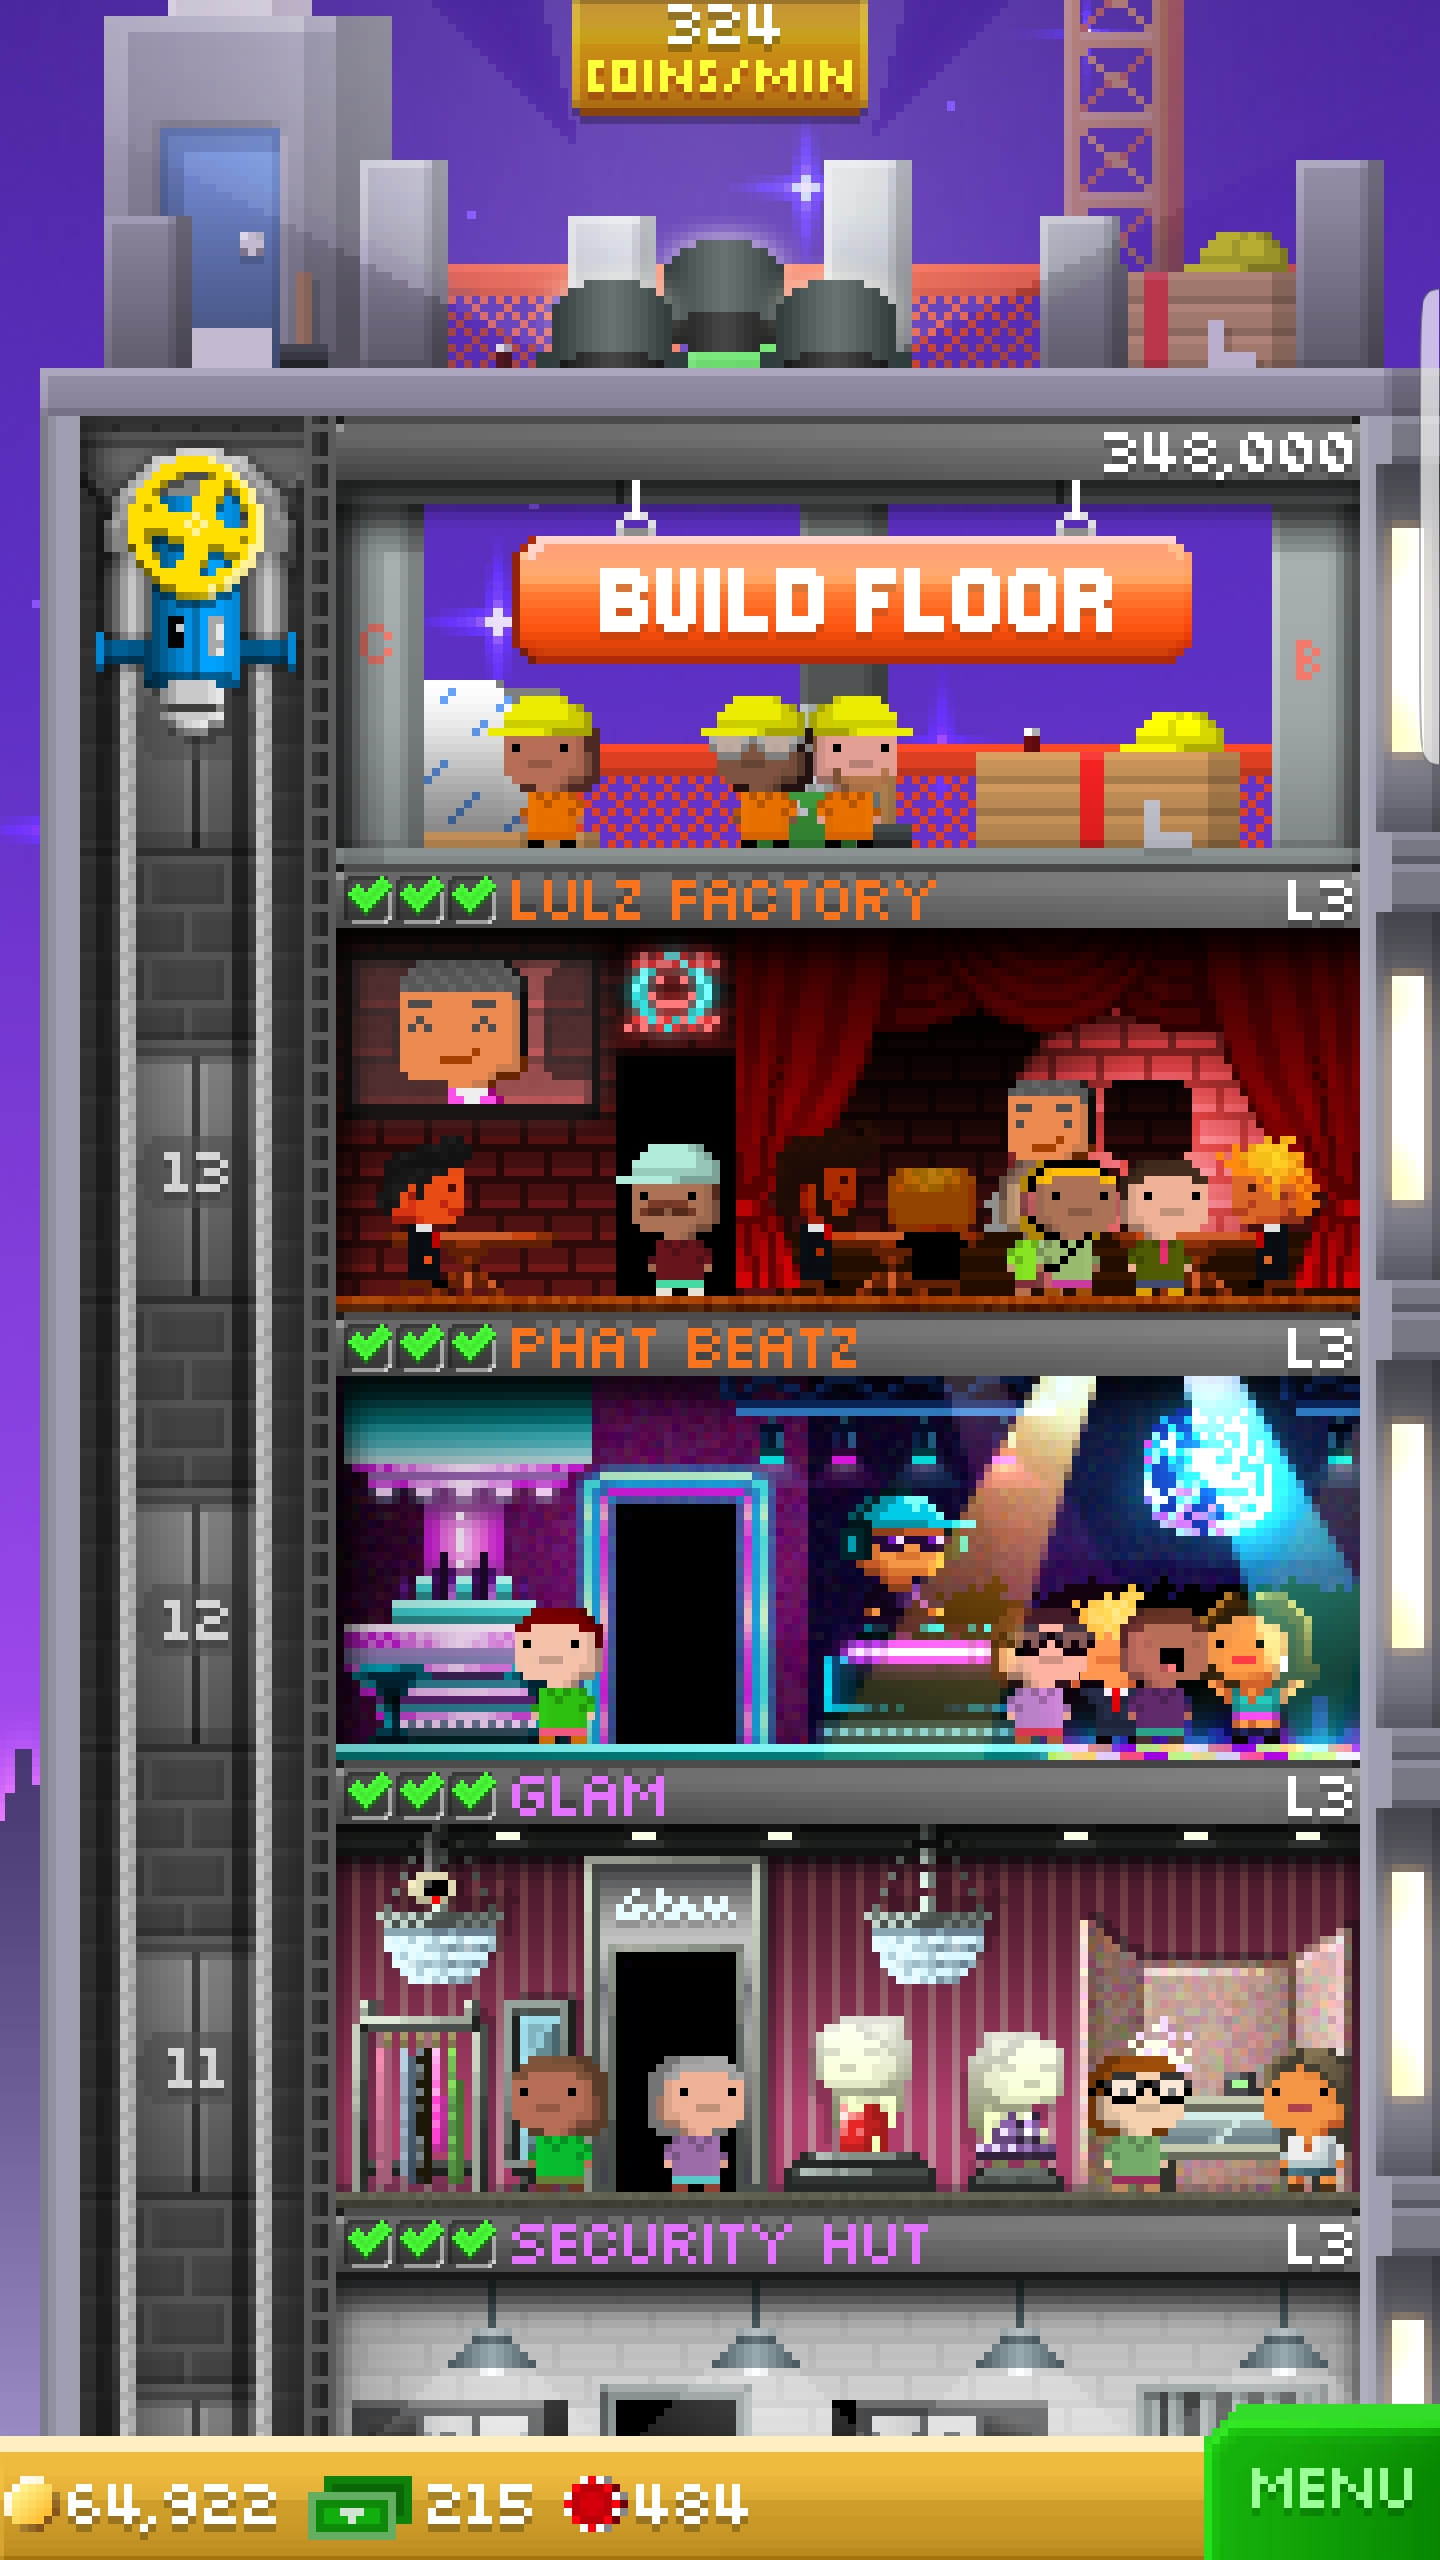 324
COINS/MIN
348,000
BUILD FLOOR
C
B
LULZ FACTORY L3
13
PHAT BEATZ L3
12
GLAM L3
Glam
11
SECURITY HUT L3
64,922 215 484
MENU